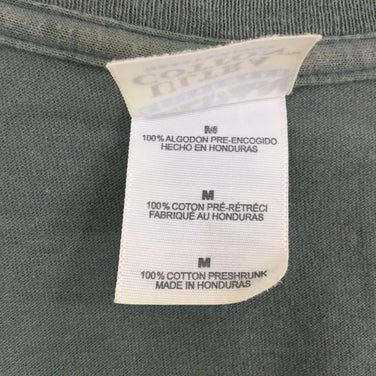 M
100% ALGODON PRE-ENCOGIDO
HECHO EN HONDURAS
M
100% COTON PRÉ-RÉTRÉCI
FABRIQUÉ AU HONDURAS
M
100% COTTON PRESHRUNK
MADE IN HONDURAS